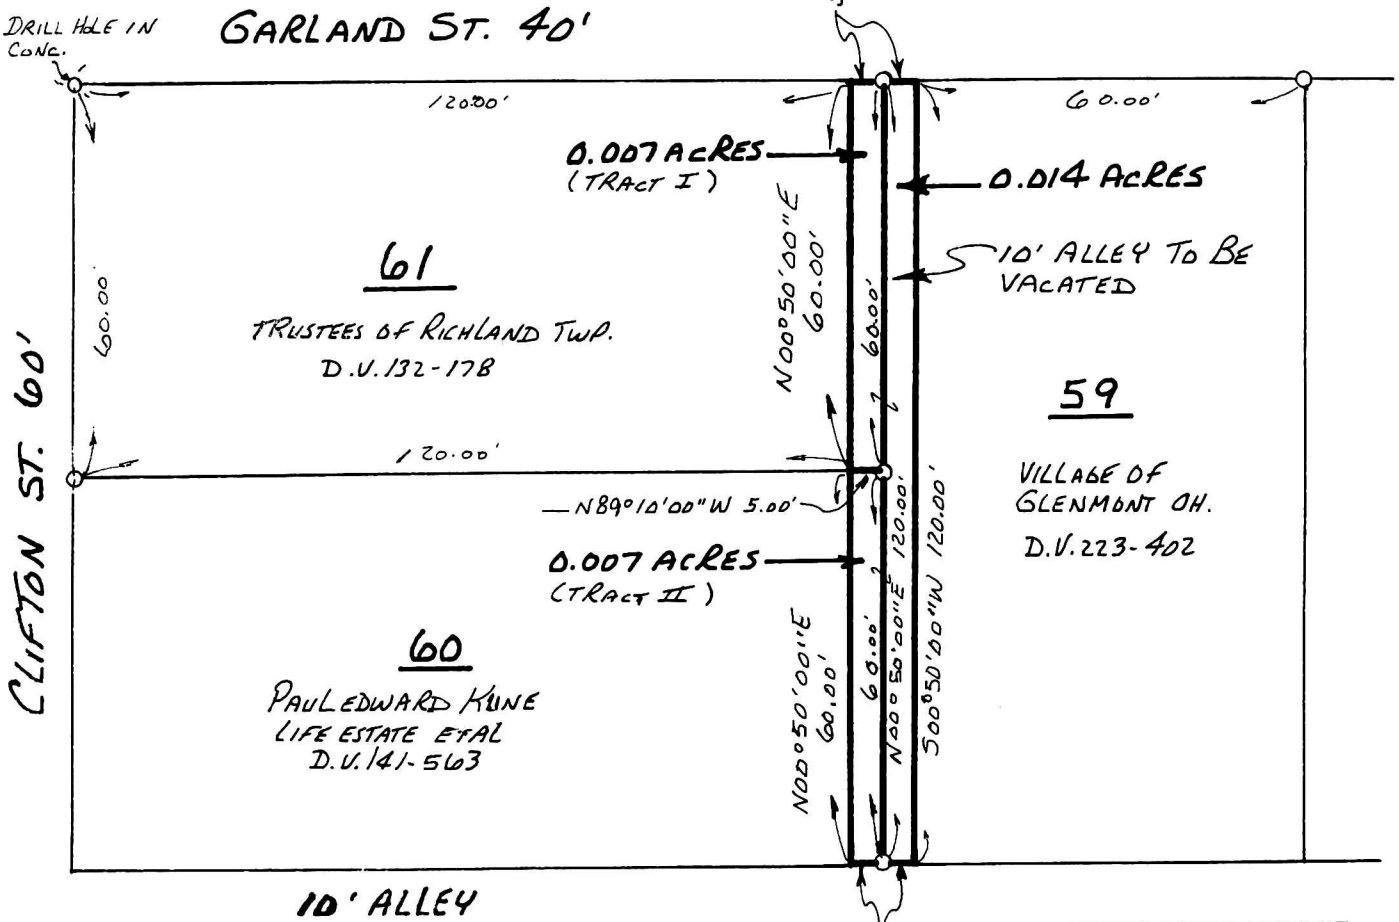 DRILL HOLE IN
CONC.
GARLAND ST. 40'
120.00'
60.00'
0.007 ACRES
(TRACT I)
0.014 ACRES
N00°50'00"E
60.00'
10' ALLEY TO BE
VACATED
61
TRUSTEES OF RICHLAND TWP.
D.V.132-178
60.00'
60.00
CLIFTON ST. 60'
59
VILLAGE OF
GLENMONT OH.
D.V.223-402
120.00'
N89°10'00"W 5.00'
0.007 ACRES
(TRACT II)
N00°50'00"E
60.00'
60.00'
N00°50'00"E 120.00'
S00°50'00"W 120.00'
60
PAUL EDWARD KLINE
LIFE ESTATE ETAL
D.V.141-563
10' ALLEY